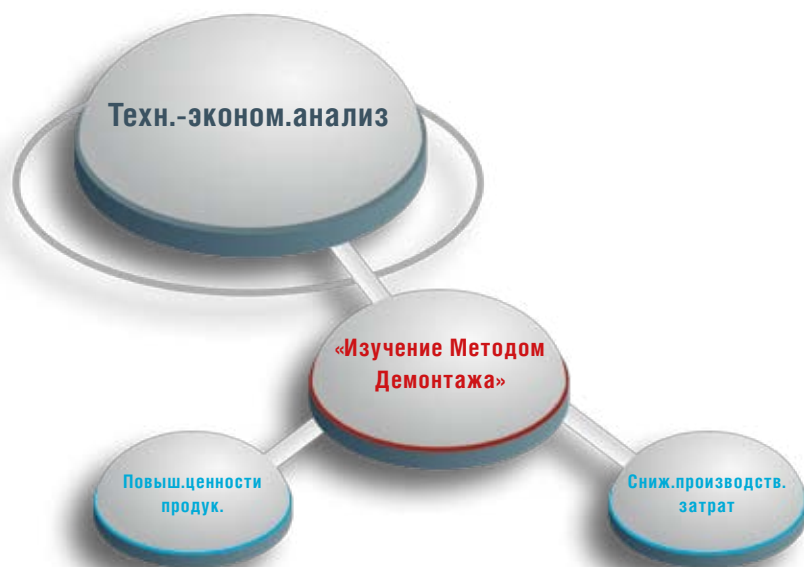 Техн.-эконом.анализ
«Изучение Методом
Демонтажа»
Повыш.ценности
продук.
Сниж.производств.
затрат